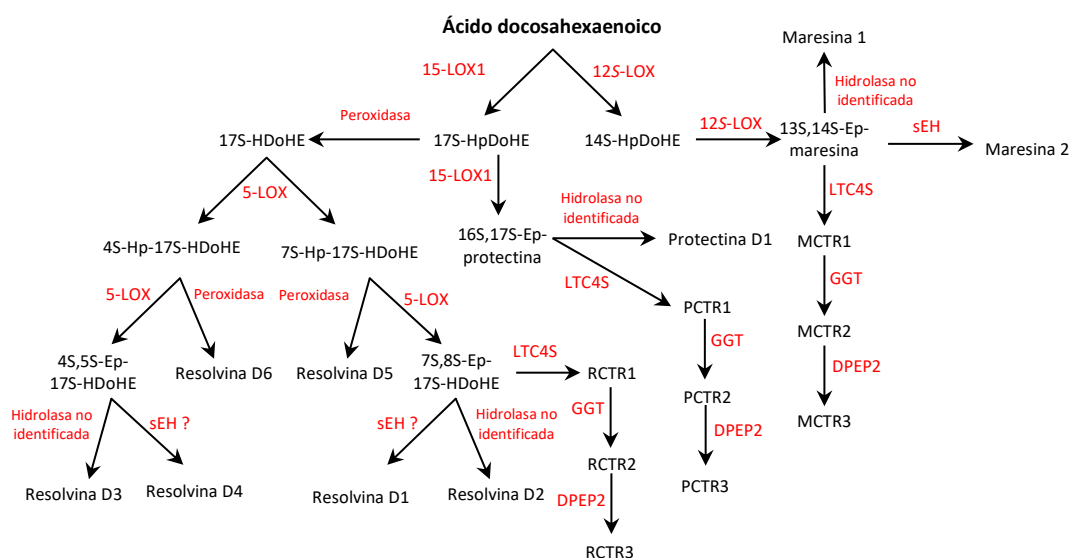 Ácido docosahexaenoico
Maresina 1
15-LOX1
12S-LOX
Hidrolasa no
identificada
Peroxidasa
17S-HDoHE
17S-HpDoHE
14S-HpDoHE
12S-LOX
13S,14S-Ep-
maresina
sEH
Maresina 2
15-LOX1
5-LOX
Hidrolasa no
identificada
LTC4S
4S-Hp-17S-HDoHE
7S-Hp-17S-HDoHE
16S,17S-Ep-
protectina
Protectina D1
MCTR1
LTC4S
GGT
5-LOX
Peroxidasa
Peroxidasa
5-LOX
PCTR1
MCTR2
GGT
4S,5S-Ep-
17S-HDoHE
Resolvina D6
Resolvina D5
7S,8S-Ep-
17S-HDoHE
LTC4S
RCTR1
DPEP2
PCTR2
GGT
MCTR3
Hidrolasa no
identificada
sEH ?
sEH ?
Hidrolasa no
identificada
DPEP2
RCTR2
Resolvina D3
Resolvina D4
Resolvina D1
Resolvina D2
PCTR3
DPEP2
RCTR3